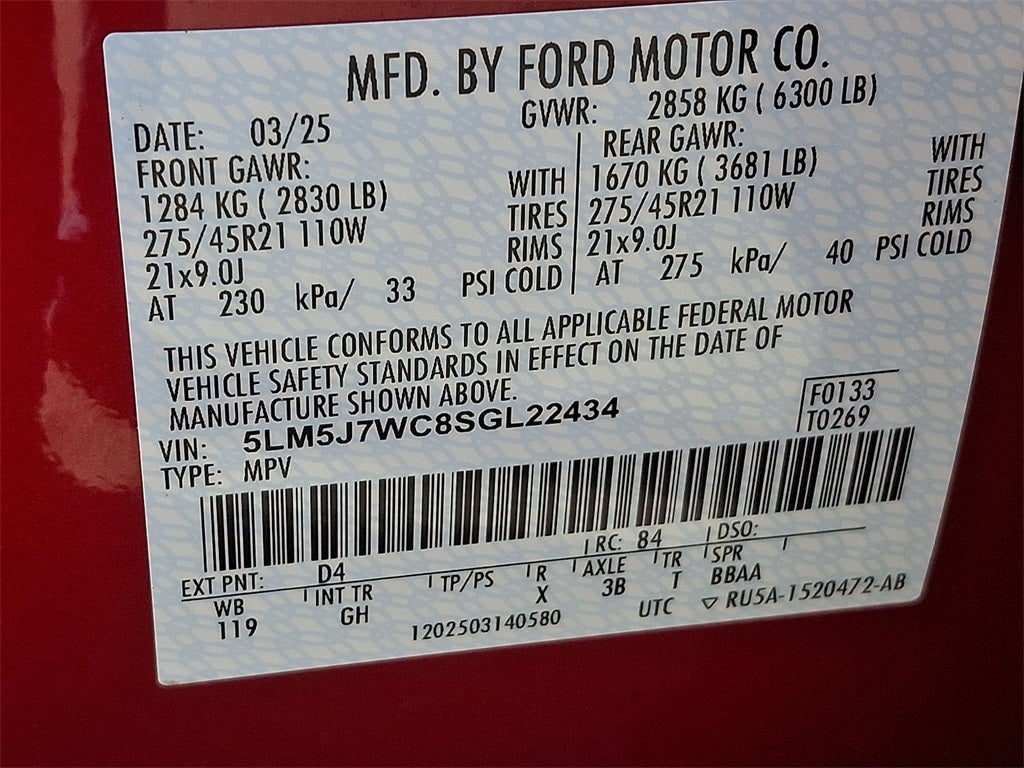 MFD. BY FORD MOTOR CO.
DATE: 03/25 GVWR: 2858 KG ( 6300 LB)
FRONT GAWR: REAR GAWR:
1284 KG ( 2830 LB) WITH 1670 KG ( 3681 LB) WITH
275/45R21 110W TIRES 275/45R21 110W TIRES
21x9.0J RIMS 21x9.0J RIMS
AT 230 kPa/ 33 PSI COLD AT 275 kPa/ 40 PSI COLD
THIS VEHICLE CONFORMS TO ALL APPLICABLE FEDERAL MOTOR
VEHICLE SAFETY STANDARDS IN EFFECT ON THE DATE OF
MANUFACTURE SHOWN ABOVE.
VIN: 5LM5J7WC8SGL22434 F0133
TYPE: MPV T0269
EXT PNT: D4 RC: 84 DSO:
WB INT TR TP/PS R AXLE TR SPR
119 GH X 3B T BBAA
1202503140580 UTC ▽ RU5A-1520472-AB